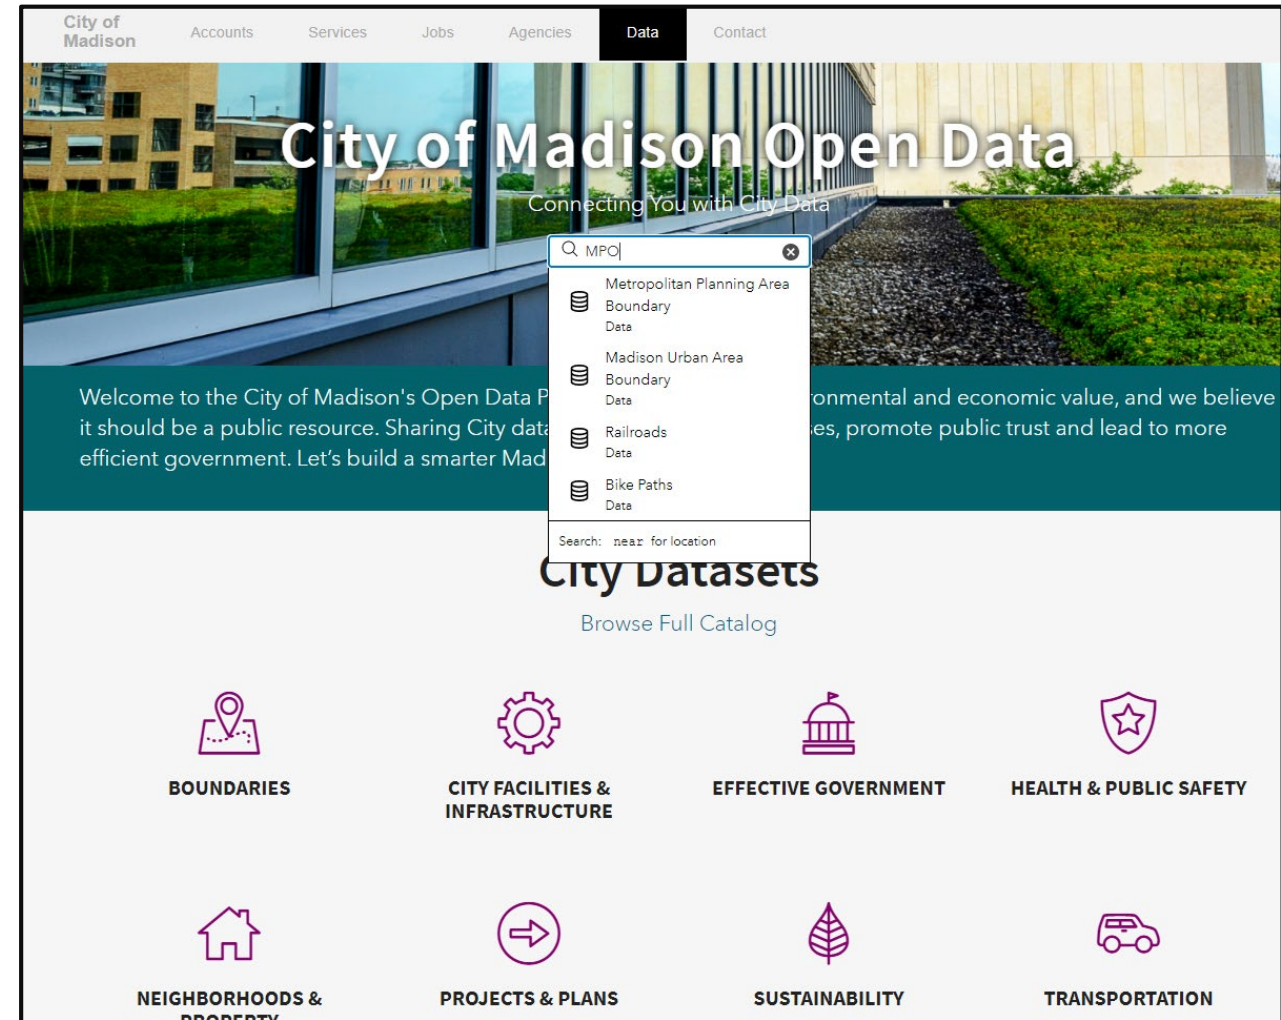 City of
Madison
Accounts Services Jobs Agencies Data Contact
City of Madison Open Data
Connecting You with City Data
MPO
Metropolitan Planning Area
Boundary
Data
Madison Urban Area
Boundary
Data
Railroads
Data
Bike Paths
Data
Search: near for location
Welcome to the City of Madison's Open Data P onmental and economic value, and we believe
it should be a public resource. Sharing City data es, promote public trust and lead to more
efficient government. Let's build a smarter Mad
City Datasets
Browse Full Catalog
BOUNDARIES
CITY FACILITIES &
INFRASTRUCTURE
EFFECTIVE GOVERNMENT
HEALTH & PUBLIC SAFETY
NEIGHBORHOODS &
PROPERTY
PROJECTS & PLANS
SUSTAINABILITY
TRANSPORTATION